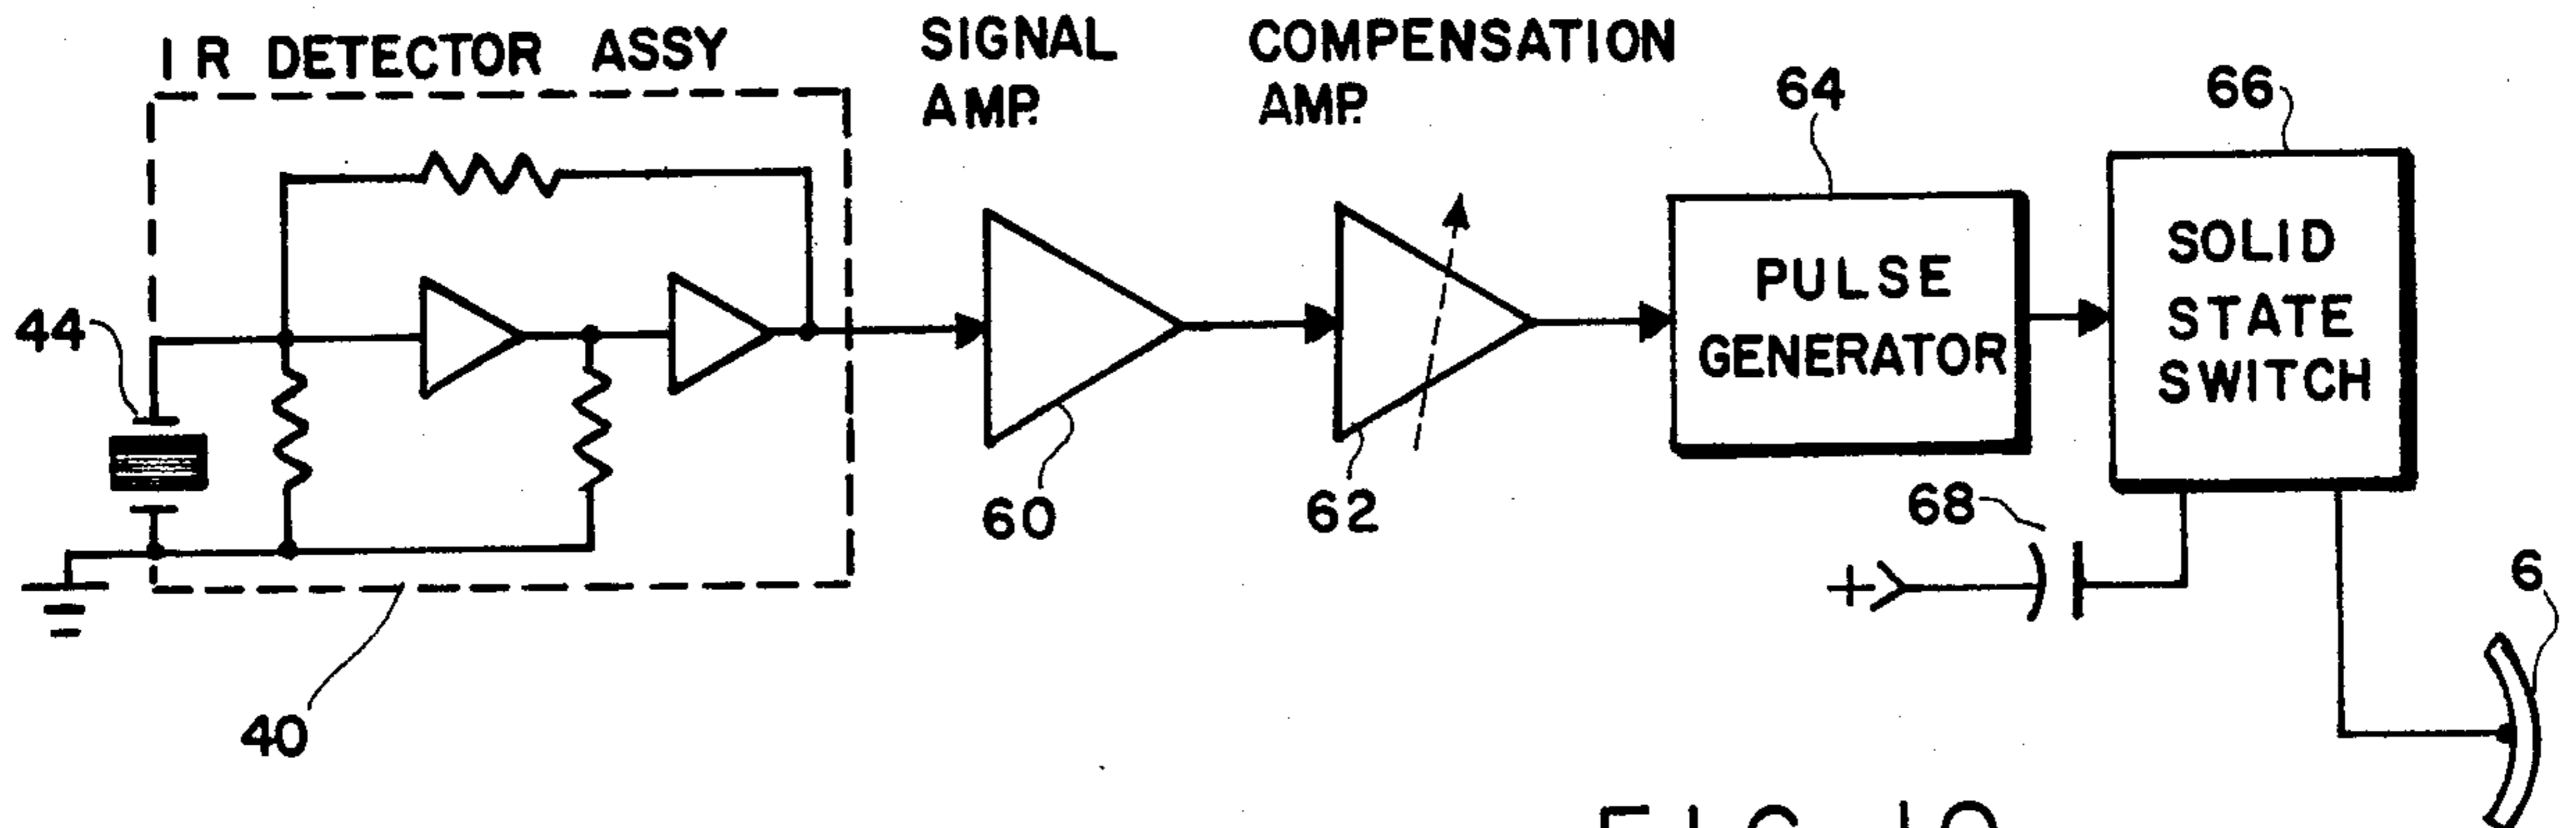 I R DETECTOR ASSY
SIGNAL
AMP.
COMPENSATION
AMP.
64
66
44
PULSE
GENERATOR
SOLID
STATE
SWITCH
60
62
68
6
40
+